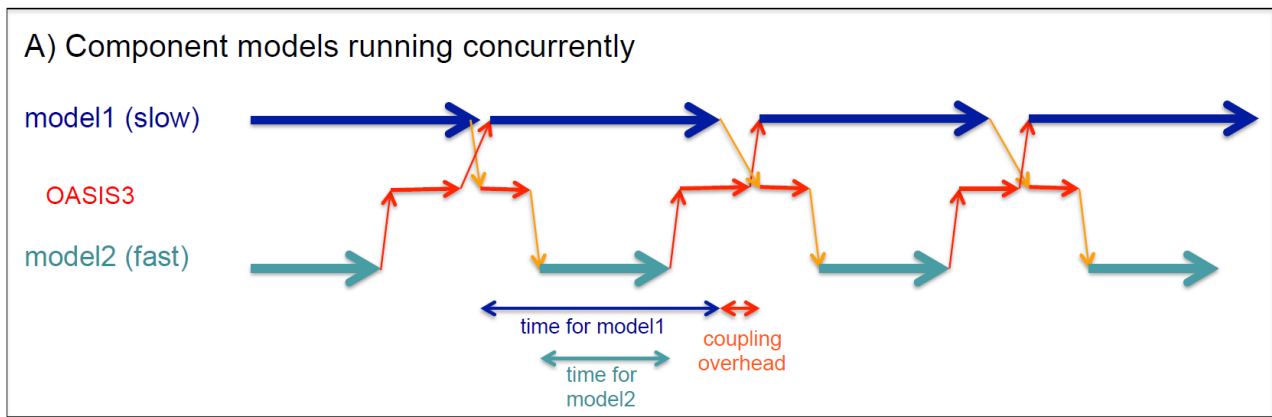 A) Component models running concurrently
model1 (slow)
OASIS3
model2 (fast)
time for model1
coupling
overhead
time for
model2